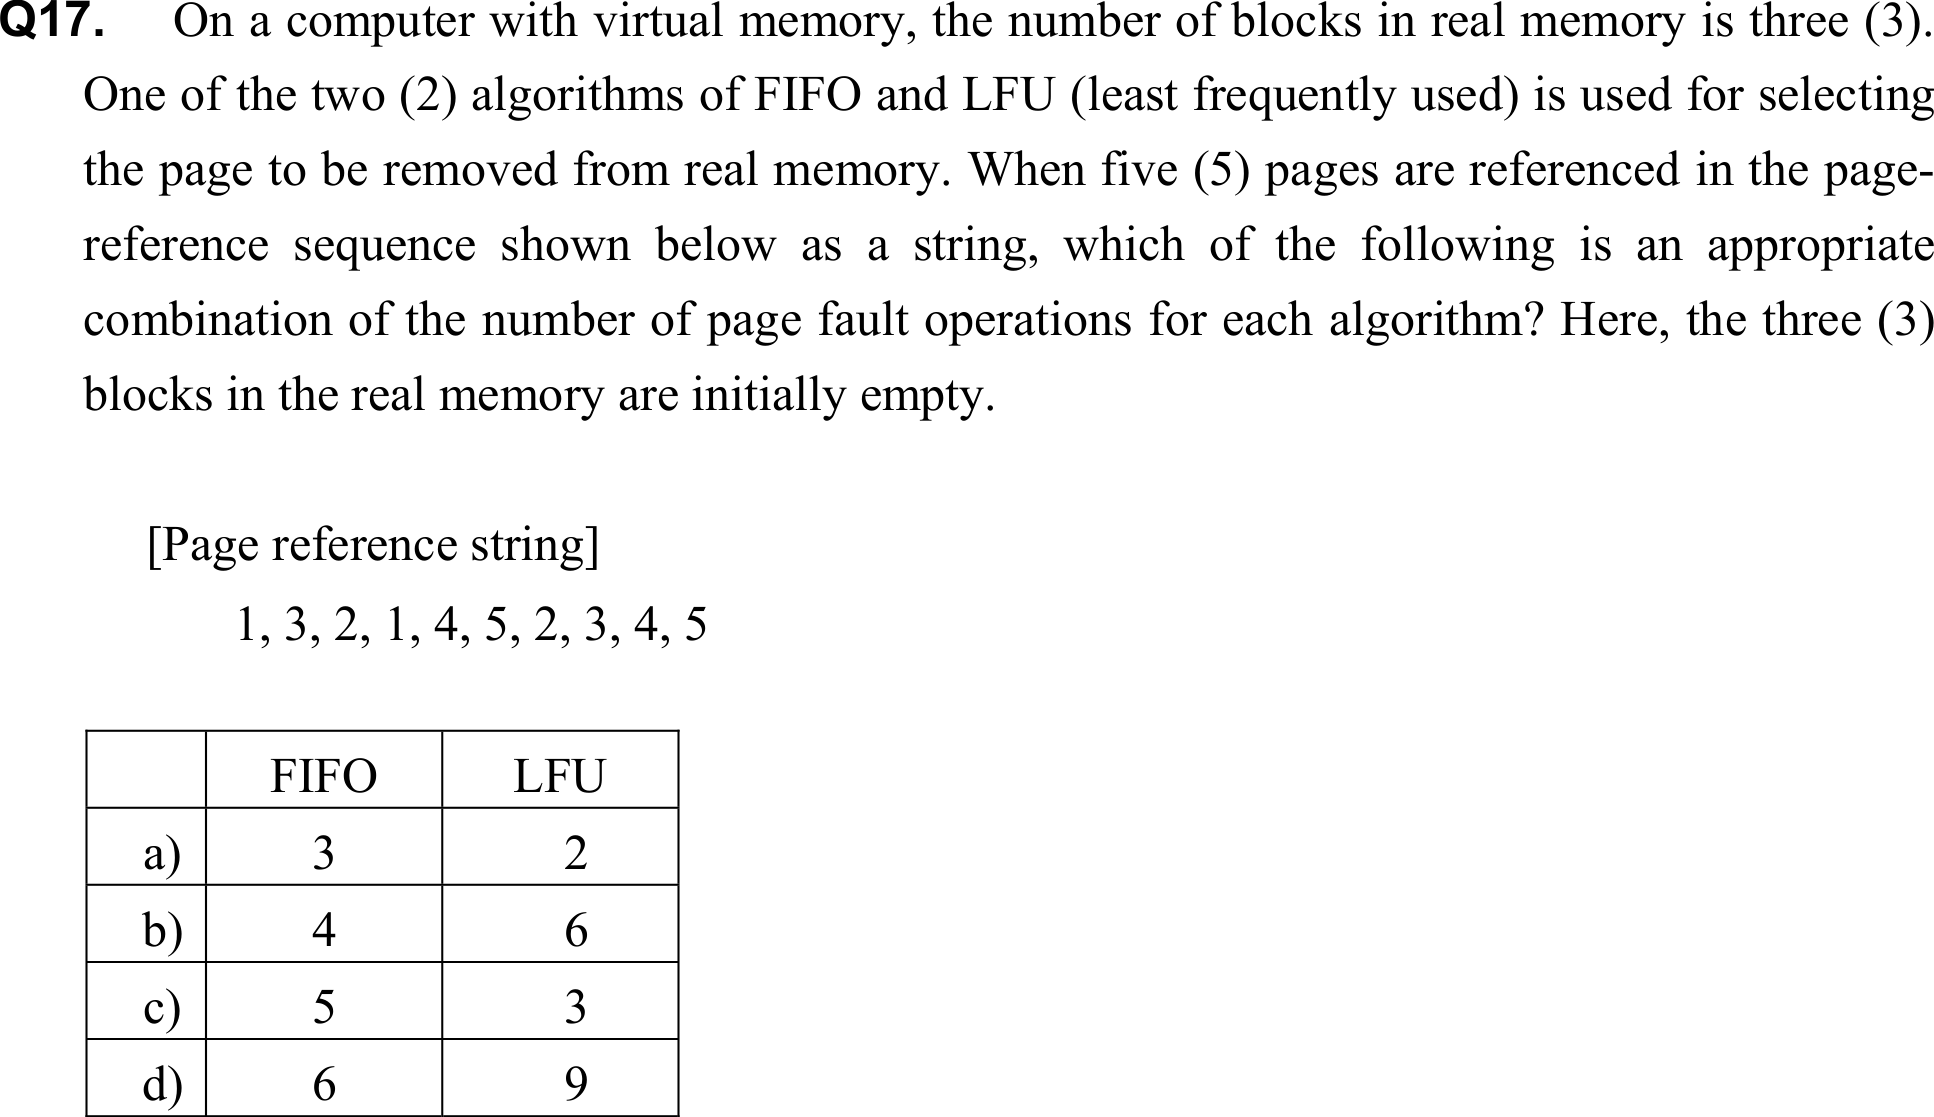 Q17. On a computer with virtual memory, the number of blocks in real memory is three (3).
One of the two (2) algorithms of FIFO and LFU (least frequently used) is used for selecting
the page to be removed from real memory. When five (5) pages are referenced in the page-
reference sequence shown below as a string, which of the following is an appropriate
combination of the number of page fault operations for each algorithm? Here, the three (3)
blocks in the real memory are initially empty.
[Page reference string]
1, 3, 2, 1, 4, 5, 2, 3, 4, 5
FIFO LFU
a) 3 2
b) 4 6
c) 5 3
d) 6 9